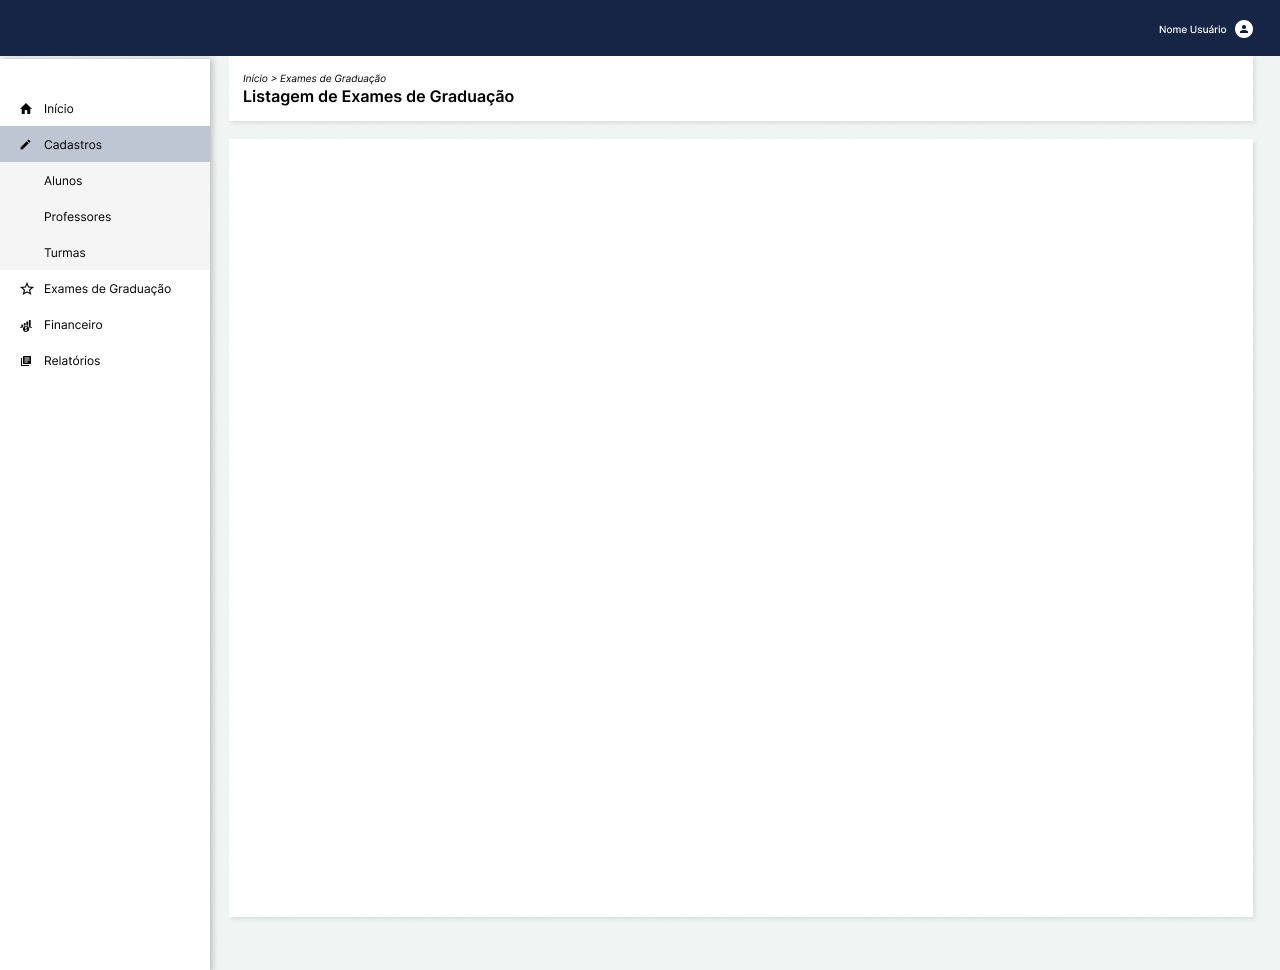 Nome Usuário
Início > Exames de Graduação
Listagem de Exames de Graduação
Início
Cadastros
Alunos
Professores
Turmas
Exames de Graduação
Financeiro
Relatórios